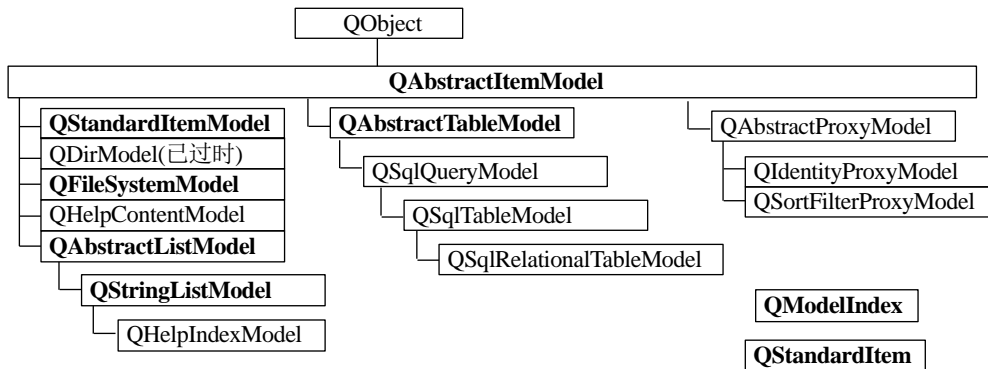 QObject
QAbstractItemModel
QStandardItemModel
QDirModel(已过时)
QFileSystemModel
QHelpContentModel
QAbstractListModel
QStringListModel
QHelpIndexModel
QAbstractTableModel
QSqlQueryModel
QSqlTableModel
QSqlRelationalTableModel
QAbstractProxyModel
QIdentityProxyModel
QSortFilterProxyModel
QModelIndex
QStandardItem